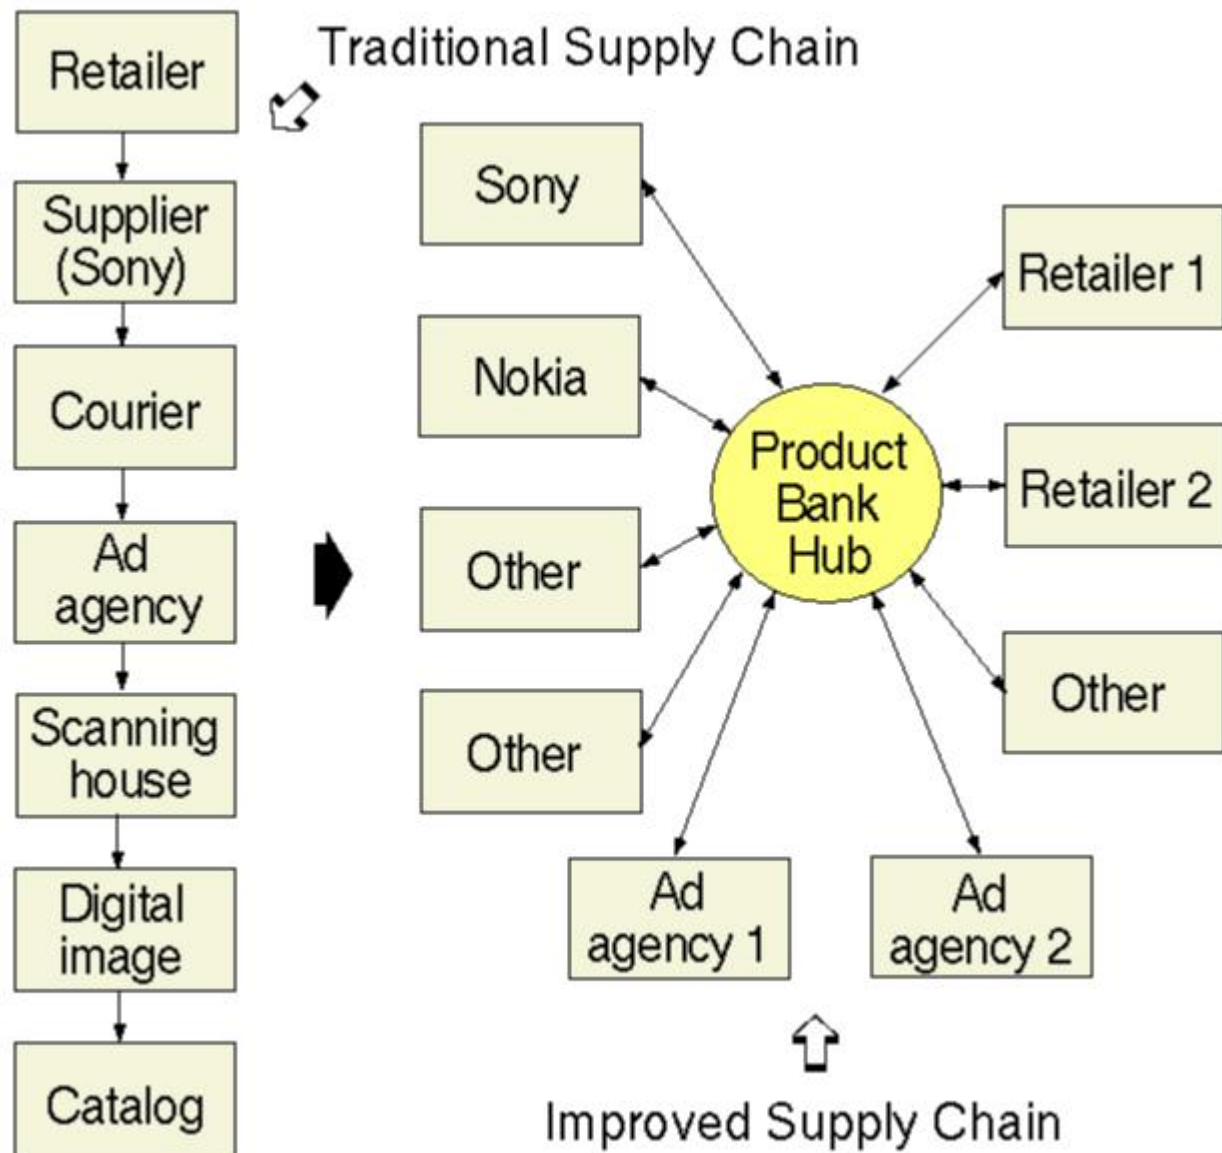 Traditional Supply Chain
Retailer
Supplier
(Sony)
Courier
Ad
agency
Scanning
house
Digital
image
Catalog
Sony
Nokia
Other
Other
Product
Bank
Hub
Retailer 1
Retailer 2
Other
Ad
agency 1
Ad
agency 2
Improved Supply Chain